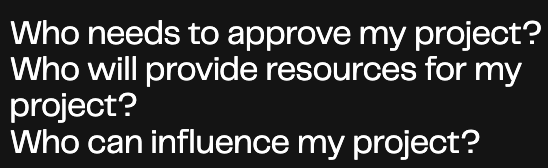 Who needs to approve my project?
Who will provide resources for my
project?
Who can influence my project?